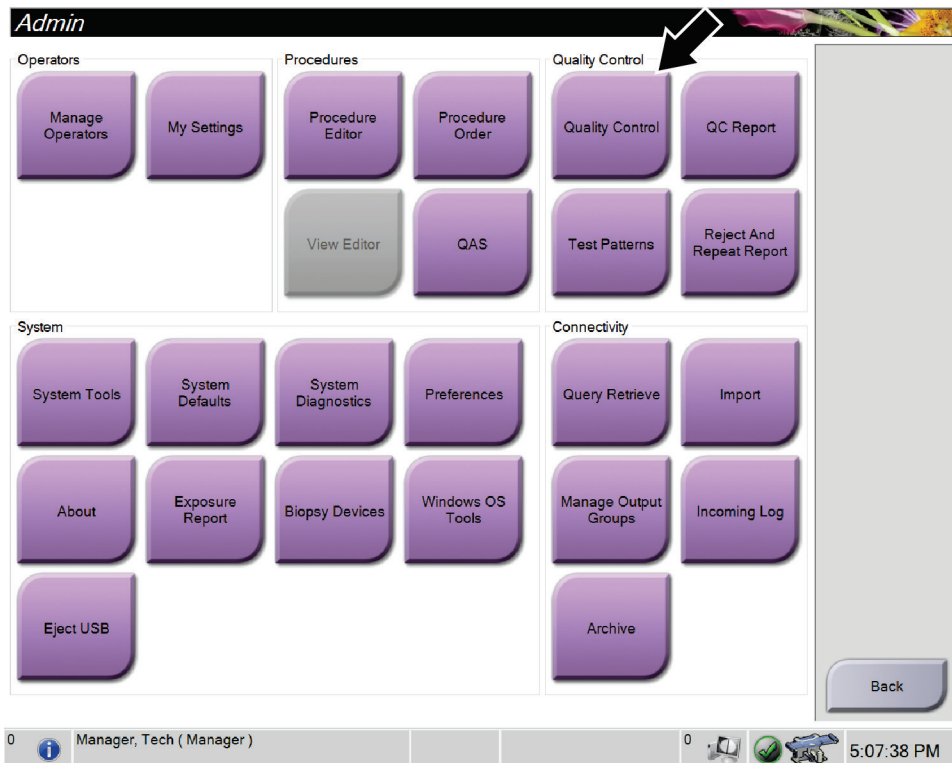 Admin
Operators
Manage
Operators
My Settings
Procedures
Procedure
Editor
Procedure
Order
View Editor
QAS
Quality Control
Quality Control
QC Report
Test Patterns
Reject And
Repeat Report
System
System Tools
System
Defaults
System
Diagnostics
Preferences
About
Exposure
Report
Biopsy Devices
Windows OS
Tools
Eject USB
Connectivity
Query Retrieve
Import
Manage Output
Groups
Incoming Log
Archive
Back
0
i
Manager, Tech ( Manager )
0
5:07:38 PM